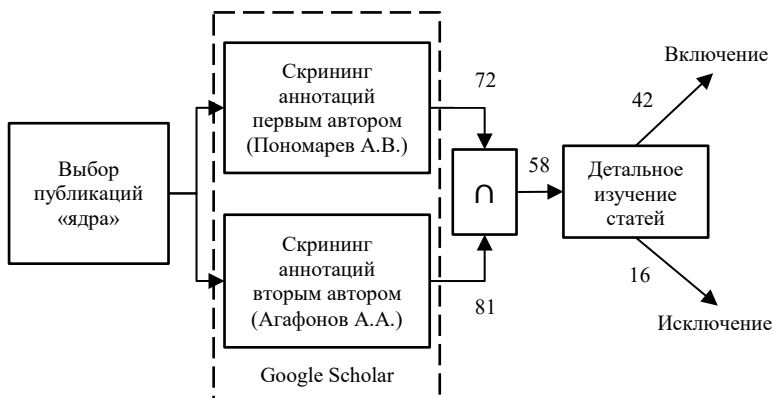 Выбор
публикаций
«ядра»
Скрининг
аннотаций
первым автором
(Пономарев А.В.)
72
Скрининг
аннотаций
вторым автором
(Агафонов А.А.)
81
Google Scholar
∩
58
Детальное
изучение
статей
42
Включение
16
Исключение